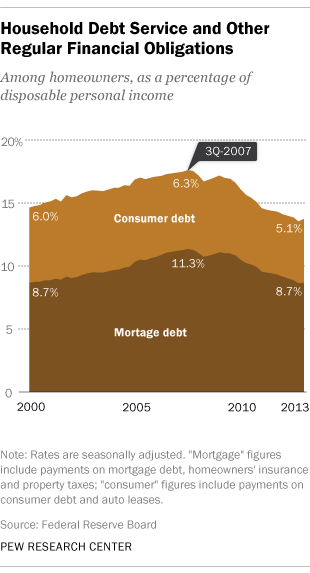 Household Debt Service and Other
Regular Financial Obligations
Among homeowners, as a percentage of
disposable personal income
20%
3Q-2007
6.3%
15
6.0%
Consumer debt
5.1%
10
11.3%
8.7%
8.7%
5
Mortage debt
0
2000
2005
2010
2013
Note: Rates are seasonally adjusted. "Mortgage" figures
include payments on mortgage debt, homeowners' insurance
and property taxes; "consumer" figures include payments on
consumer debt and auto leases.
Source: Federal Reserve Board
PEW RESEARCH CENTER